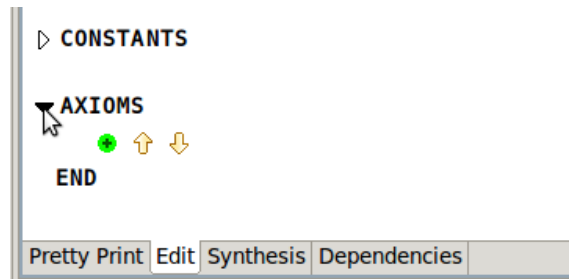 CONSTANTS
AXIOMS
END
Pretty Print Edit Synthesis Dependencies